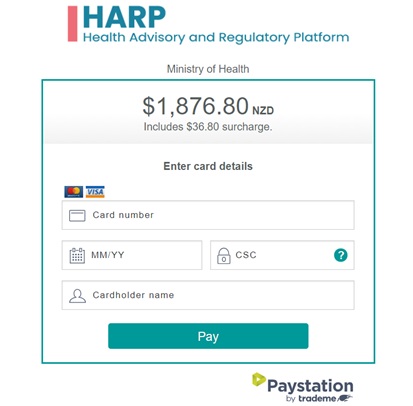 HARP
Health Advisory and Regulatory Platform
Ministry of Health
$1,876.80 NZD
Includes $36.80 surcharge.
Enter card details
VISA
Card number
MM/YY
CSC
?
Cardholder name
Pay
Paystation
by trademe